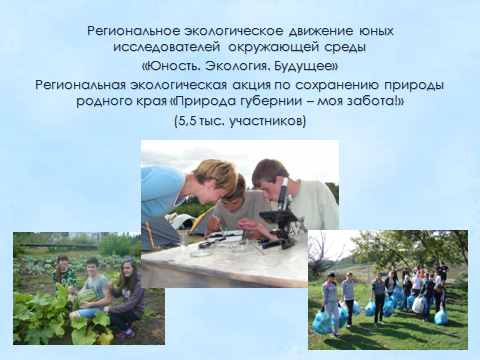 Региональное экологическое движение юных
исследователей окружающей среды
«Юность. Экология. Будущее»
Региональная экологическая акция по сохранению природы
родного края «Природа губернии – моя забота!»
(5,5 тыс. участников)